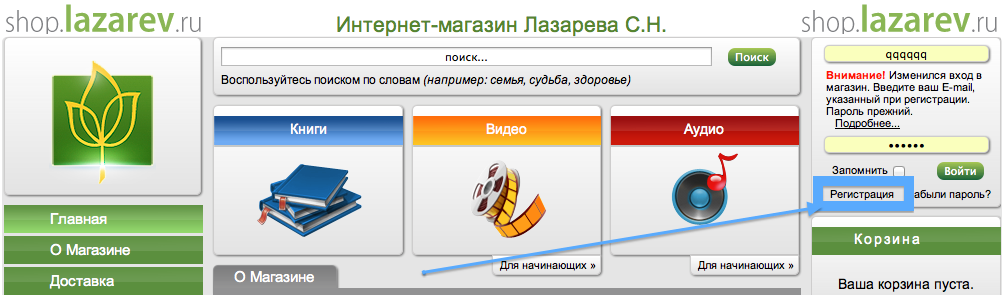 shop.lazarev.ru
Интернет-магазин Лазарева С.Н.
shop.lazarev.ru
поиск...
Поиск
Воспользуйтесь поиском по словам (например: семья, судьба, здоровье)
qqqqqq
Внимание! Изменился вход в
магазин. Введите ваш E-mail,
указанный при регистрации.
Пароль прежний.
Подробнее...
••••••
Запомнить
Войти
Регистрация
абыли пароль?
Книги
Видео
Аудио
Для начинающих »
Для начинающих »
Главная
О Магазине
Доставка
О Магазине
Корзина
Ваша корзина пуста.